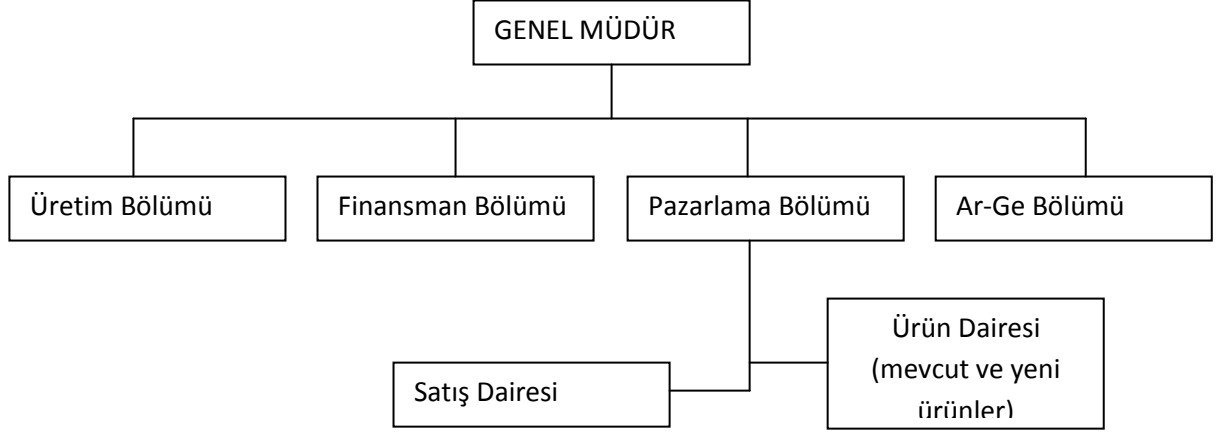 GENEL MÜDÜR
Üretim Bölümü
Finansman Bölümü
Pazarlama Bölümü
Ar-Ge Bölümü
Ürün Dairesi
(mevcut ve yeni
ürünler)
Satış Dairesi